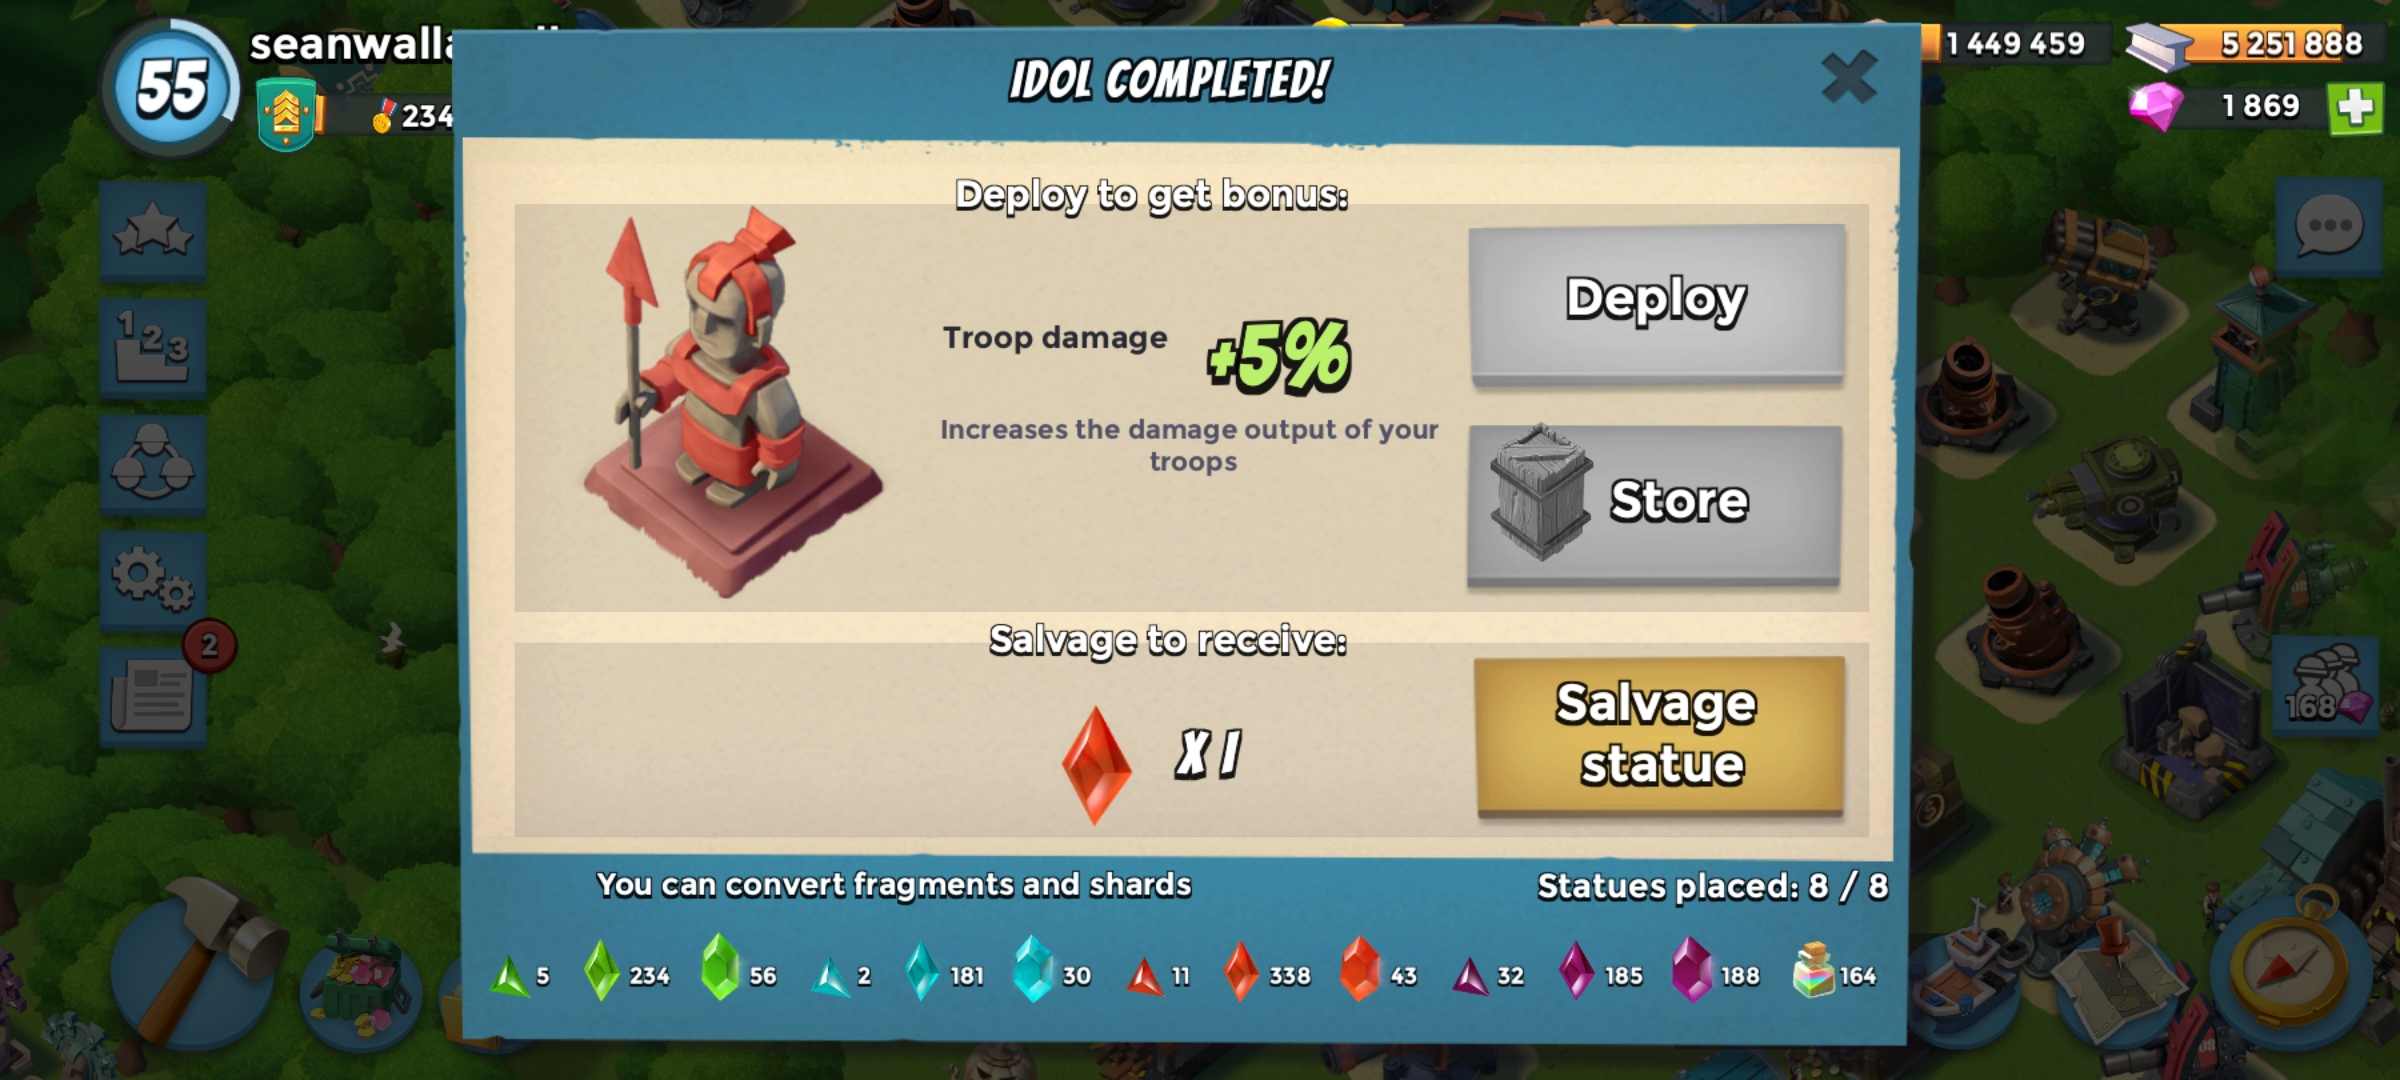 55
234
IDOL COMPLETED!
1 449 459
5 251 888
1 869
Deploy to get bonus:
Troop damage
+5%
Increases the damage output of your
troops
Deploy
Store
1 2 3
2
168
Salvage to receive:
X 1
Salvage
statue
You can convert fragments and shards
Statues placed: 8 / 8
5
234
56
2
181
30
11
338
43
32
185
188
164